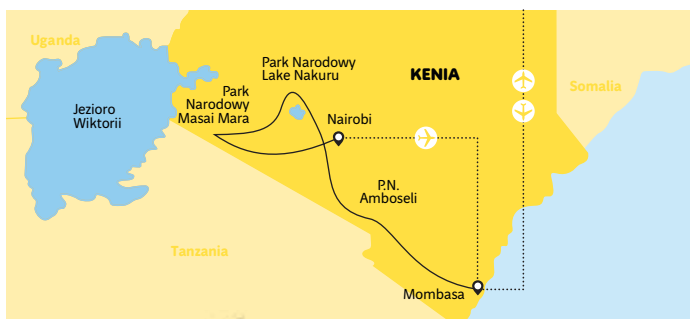 Uganda
Park Narodowy
Lake Nakuru
KENIA
Somalia
Park
Narodowy
Masai Mara
Jezioro
Wiktorii
Nairobi
P.N.
Amboseli
Tanzania
Mombasa